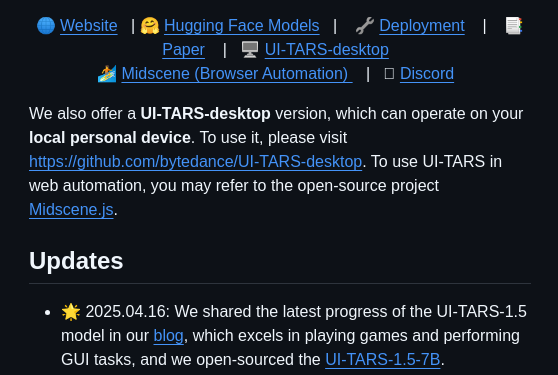 🌐 Website | 🤗 Hugging Face Models | 🔧 Deployment | 📑
Paper | 🖥️ UI-TARS-desktop
🏄 Midscene (Browser Automation) | Discord
We also offer a UI-TARS-desktop version, which can operate on your
local personal device. To use it, please visit
https://github.com/bytedance/UI-TARS-desktop. To use UI-TARS in
web automation, you may refer to the open-source project
Midscene.js.
Updates
• 🌟 2025.04.16: We shared the latest progress of the UI-TARS-1.5
model in our blog, which excels in playing games and performing
GUI tasks, and we open-sourced the UI-TARS-1.5-7B.